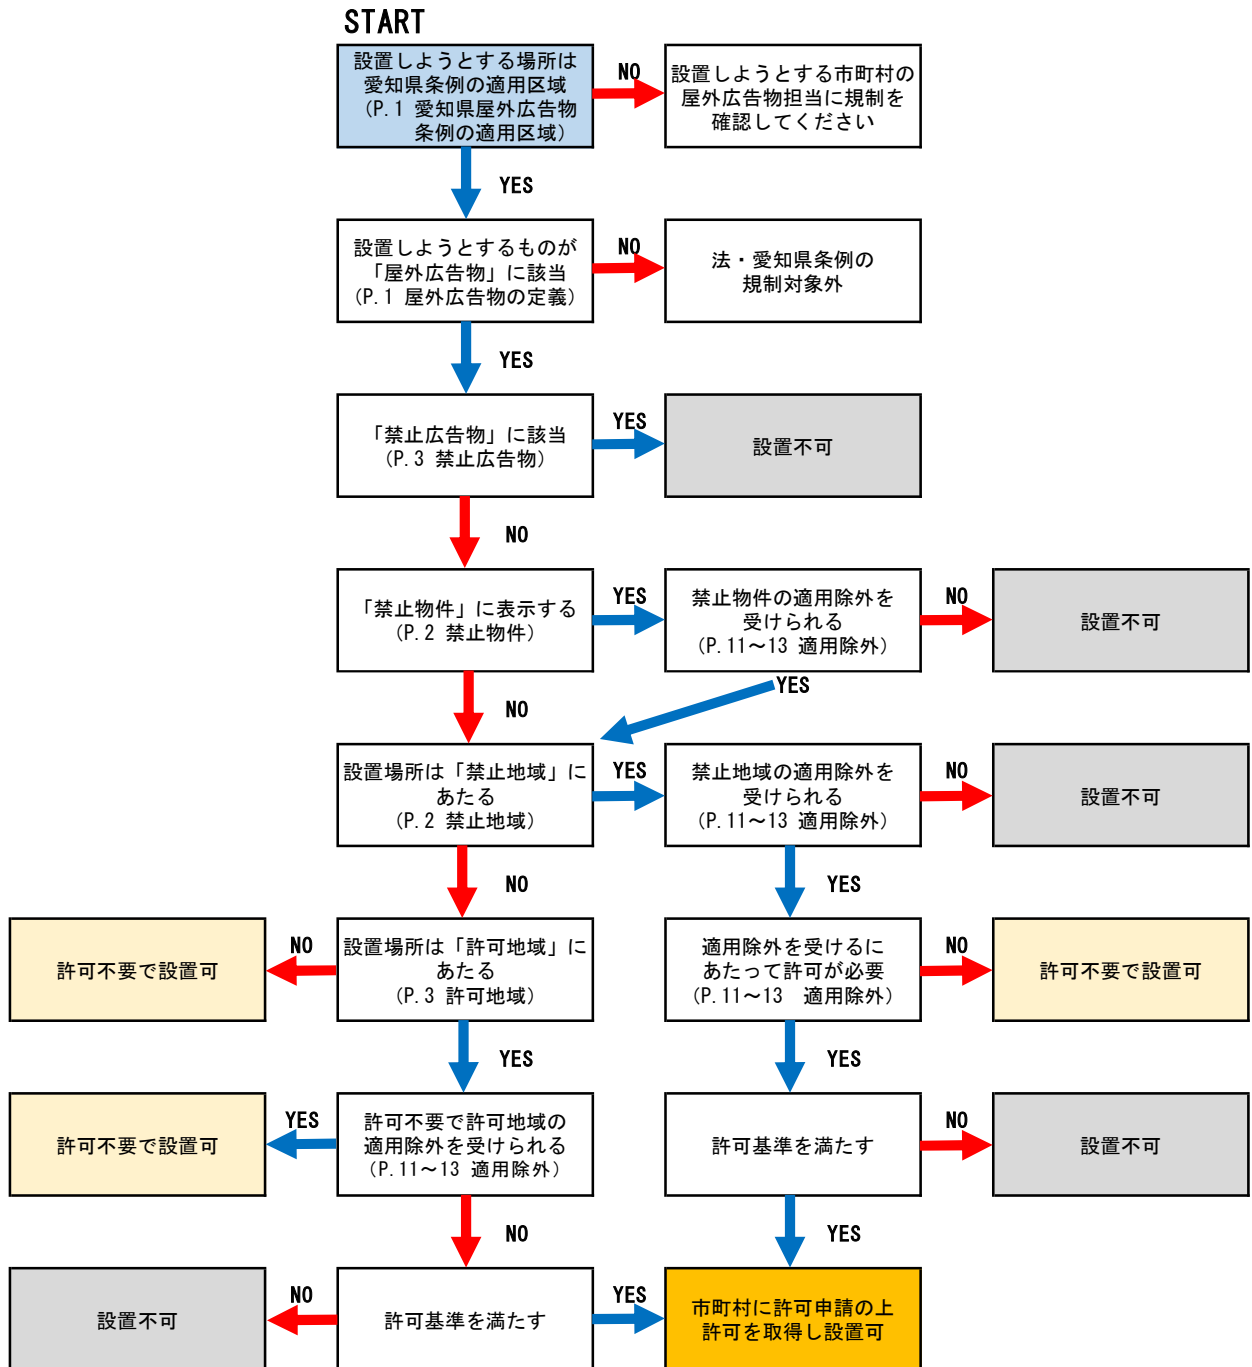 START
設置しようとする場所は
愛知県条例の適用区域
(P.1 愛知県屋外広告物
条例の適用区域)
NO
設置しようとする市町村の
屋外広告物担当に規制を
確認してください
YES
設置しようとするものが
「屋外広告物」に該当
(P.1 屋外広告物の定義)
NO
法・愛知県条例の
規制対象外
YES
「禁止広告物」に該当
(P.3 禁止広告物)
YES
設置不可
NO
「禁止物件」に表示する
(P.2 禁止物件)
YES
禁止物件の適用除外を
受けられる
(P.11～13 適用除外)
NO
設置不可
YES
NO
設置場所は「禁止地域」に
あたる
(P.2 禁止地域)
YES
禁止地域の適用除外を
受けられる
(P.11～13 適用除外)
NO
設置不可
NO
YES
許可不要で設置可
NO
設置場所は「許可地域」に
あたる
(P.3 許可地域)
適用除外を受けるに
あたって許可が必要
(P.11～13　適用除外)
NO
許可不要で設置可
YES
YES
許可不要で設置可
YES
許可不要で許可地域の
適用除外を受けられる
(P.11～13 適用除外)
許可基準を満たす
NO
設置不可
NO
YES
設置不可
NO
許可基準を満たす
YES
市町村に許可申請の上
許可を取得し設置可